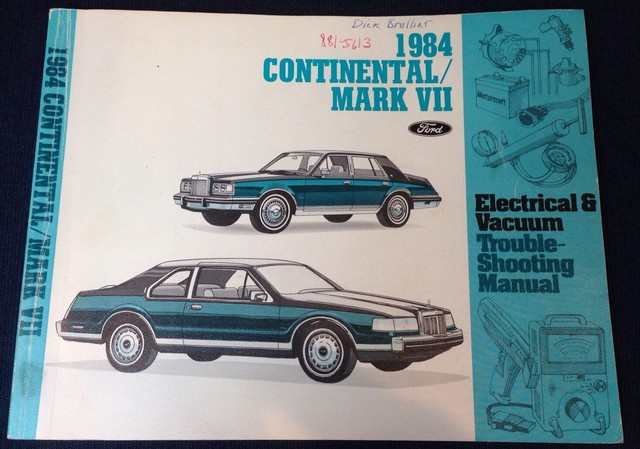 Dick Brullier
881-5613
1984
CONTINENTAL/
MARK VII
Ford
1984 CONTINENTAL/MARK VII
Motorcraft
Electrical &
Vacuum
Trouble-
Shooting
Manual